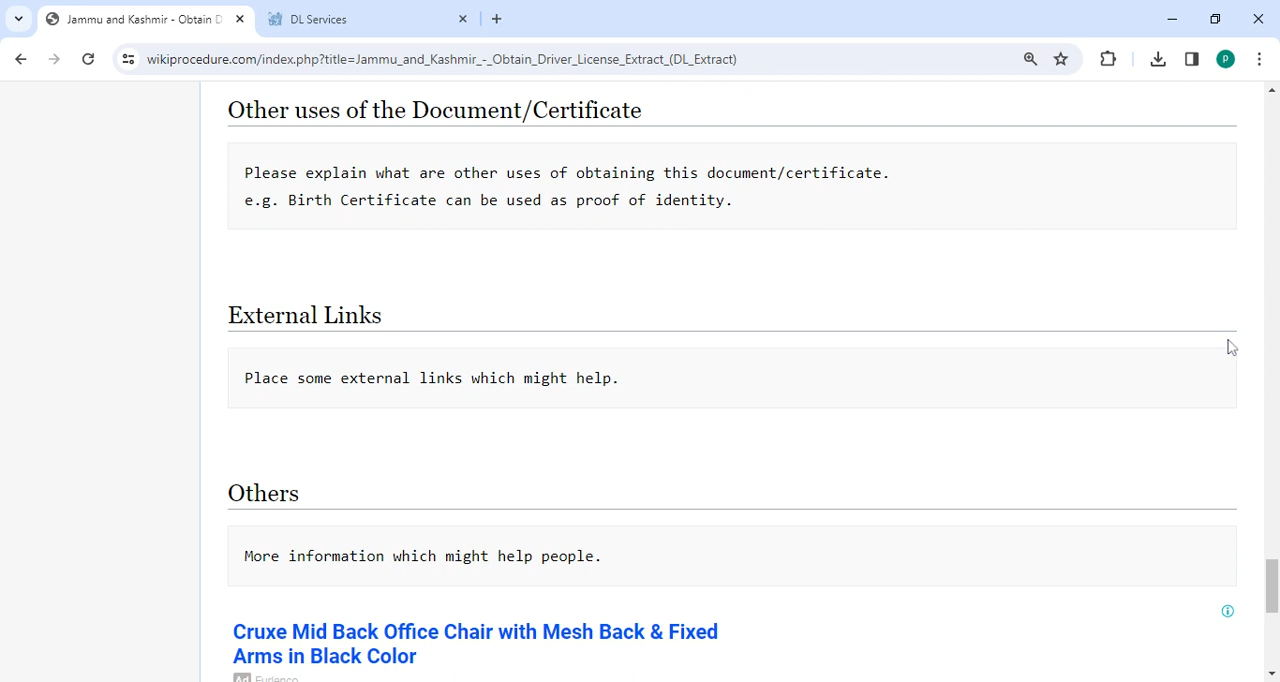 Jammu and Kashmir - Obtain D
DL Services
wikiprocedure.com/index.php?title=Jammu_and_Kashmir_-_Obtain_Driver_License_Extract_(DL_Extract)
P
Other uses of the Document/Certificate
Please explain what are other uses of obtaining this document/certificate.
e.g. Birth Certificate can be used as proof of identity.
External Links
Place some external links which might help.
Others
More information which might help people.
Cruxe Mid Back Office Chair with Mesh Back & Fixed
Arms in Black Color
Ad Eurlenco